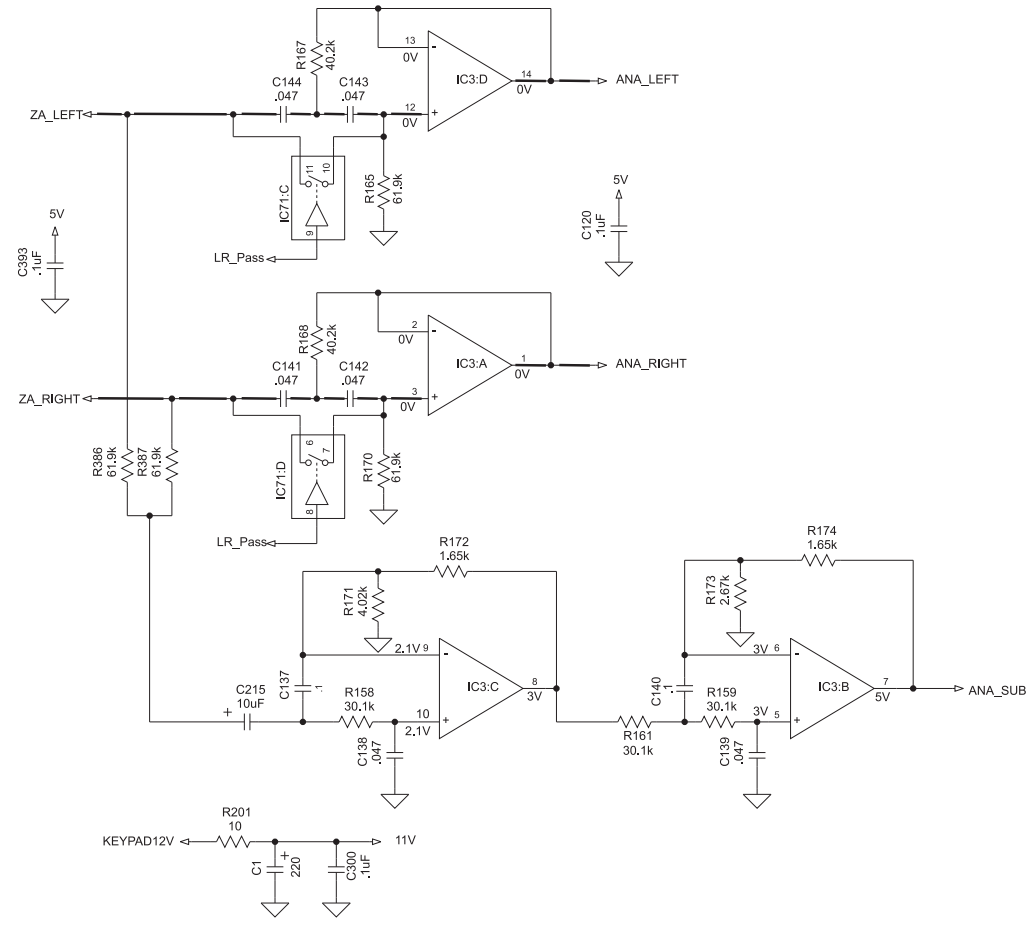 R167
40.2k
13
-
0V
IC3:D
14
0V
ANA_LEFT
C144
.047
C143
.047
12
+
0V
ZA_LEFT
11
10
IC71:C
9
R165
61.9k
LR_Pass
5V
C393
.1uF
5V
C120
.1uF
R168
40.2k
2
-
0V
IC3:A
1
0V
ANA_RIGHT
C141
.047
C142
.047
3
+
0V
ZA_RIGHT
6
7
IC71:D
8
R170
61.9k
R386
61.9k
R387
61.9k
LR_Pass
R172
1.65k
R171
4.02k
2.1V
9
-
IC3:C
8
3V
C137
.1
C215
10uF
+
R158
30.1k
10
+
2.1V
C138
.047
R174
1.65k
R173
2.67k
3V
6
-
IC3:B
7
5V
ANA_SUB
C140
.1
R159
30.1k
3V
5
+
R161
30.1k
C139
.047
R201
10
KEYPAD12V
11V
C1
+
220
C300
.1uF